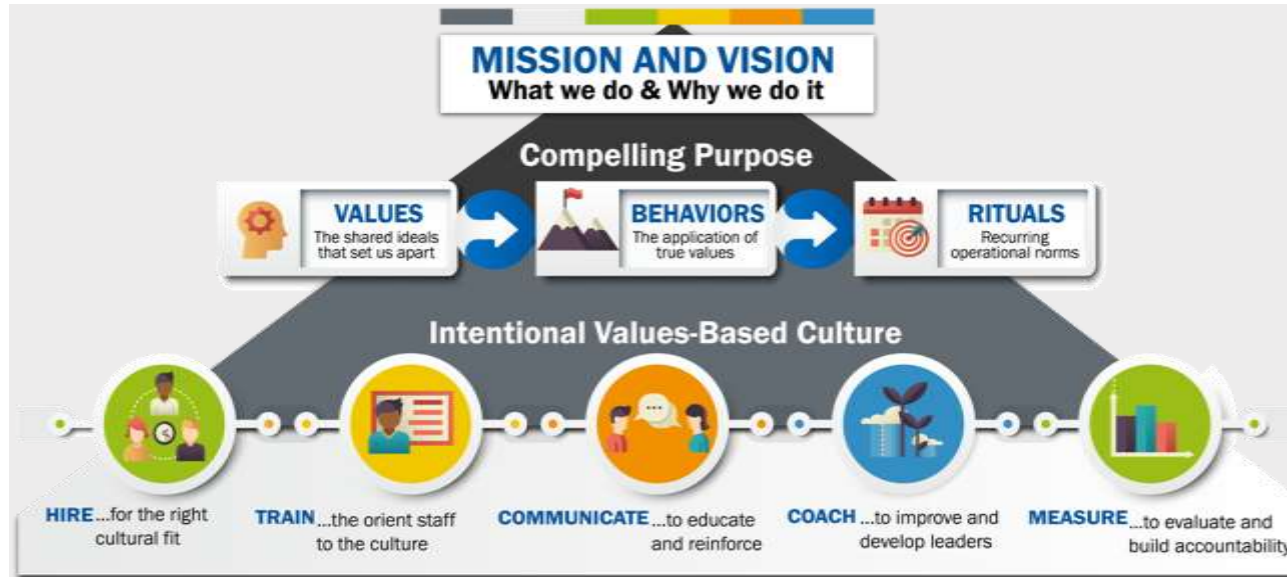 MISSION AND VISION
What we do & Why we do it
Compelling Purpose
VALUES
The shared ideals
that set us apart
BEHAVIORS
The application of
true values
RITUALS
Recurring
operational norms
Intentional Values-Based Culture
HIRE...for the right
cultural fit
TRAIN...the orient staff
to the culture
COMMUNICATE...to educate
and reinforce
COACH...to improve and
develop leaders
MEASURE...to evaluate and
build accountability